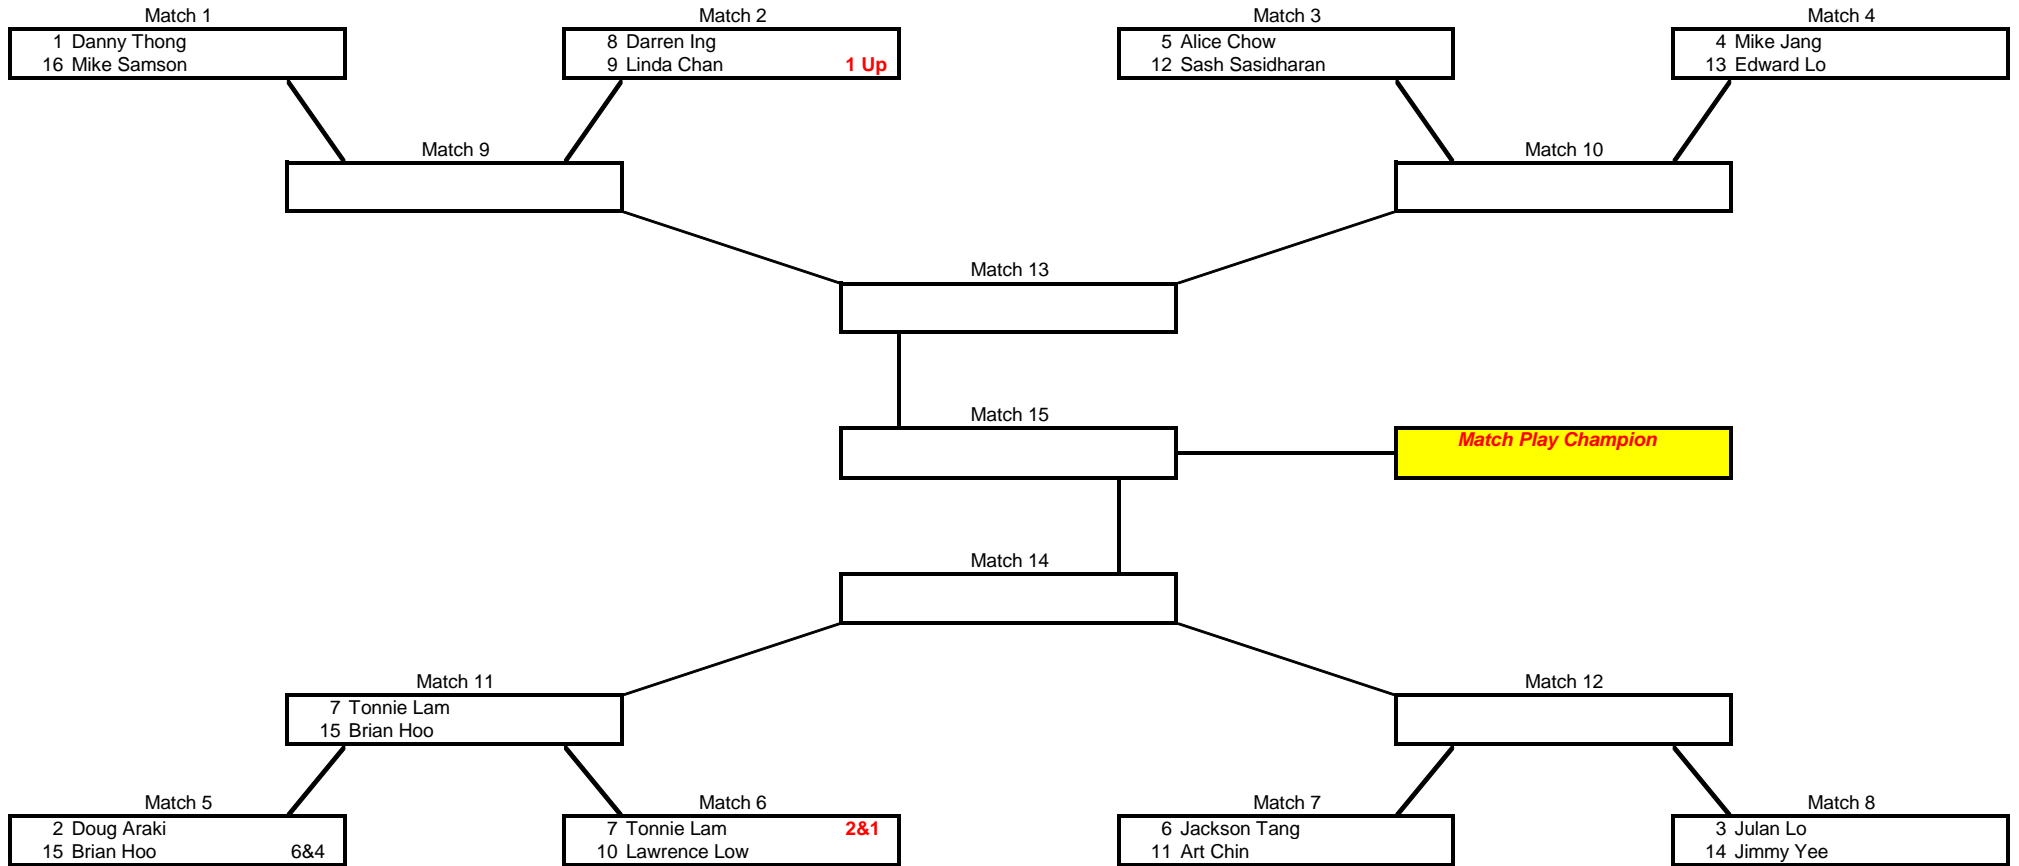 Match 1 Match 2 Match 3 Match 4
1 Danny Thong 8 Darren Ing 5 Alice Chow 4 Mike Jang
16 Mike Samson 9 Linda Chan 1 Up 12 Sash Sasidharan 13 Edward Lo
Match 9 Match 10
Match 13
Match 15
Match Play Champion
Match 14
Match 11 Match 12
7 Tonnie Lam
15 Brian Hoo
Match 5 Match 6 Match 7 Match 8
2 Doug Araki 7 Tonnie Lam 2&1 6 Jackson Tang 3 Julan Lo
15 Brian Hoo 6&4 10 Lawrence Low 11 Art Chin 14 Jimmy Yee